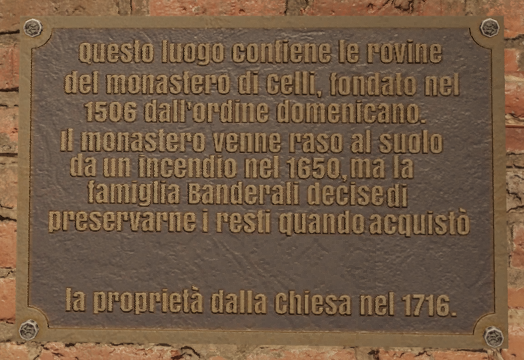 Questo luogo contiene le rovine
del monastero di Celli, fondato nel
1506 dall'ordine domenicano.
Il monastero venne raso al suolo
da un incendio nel 1650, ma la
famiglia Banderali decise di
preservarne i resti quando acquistò
la proprietà dalla Chiesa nel 1716.